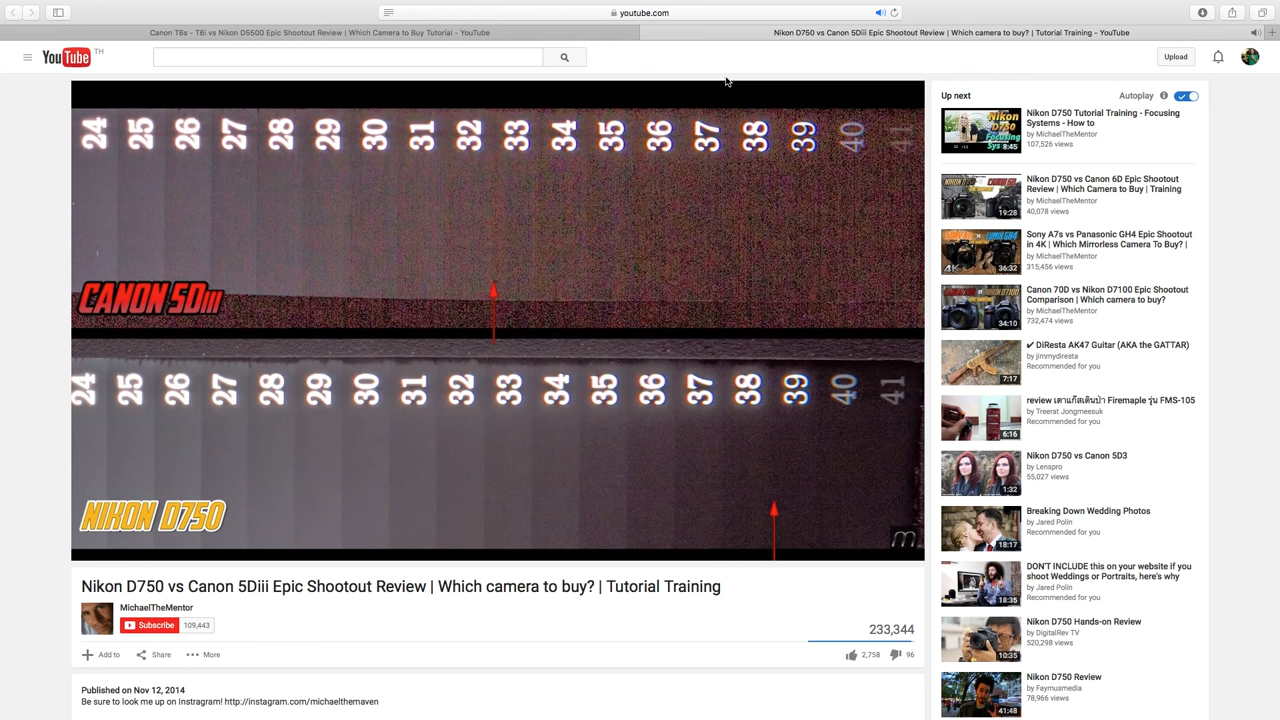 youtube.com
Canon T6s - T6i vs Nikon D5500 Epic Shootout Review | Which Camera to Buy Tutorial - YouTube
Nikon D750 vs Canon 5Diii Epic Shootout Review | Which camera to buy? | Tutorial Training - YouTube
YouTube TH
Upload
24 25 26 27 28 29 30 31 32 33 34 35 36 37 38 39 40 41
CANON 5Diii
24 25 26 27 28 29 30 31 32 33 34 35 36 37 38 39 40 41
NIKON D750
m
Nikon D750 vs Canon 5Diii Epic Shootout Review | Which camera to buy? | Tutorial Training
MichaelTheMentor
Subscribe 109,443
233,344
Add to Share More
2,758 96
Published on Nov 12, 2014
Be sure to look me up on Instagram! http://instagram.com/michaelthemaven
Up next
Autoplay
Nikon D750 Tutorial Training - Focusing
Systems - How to
by MichaelTheMentor
107,526 views
Nikon D750 Focusing Sys
8:45
Nikon D750 vs Canon 6D Epic Shootout
Review | Which Camera to Buy | Training
by MichaelTheMentor
40,078 views
19:28
Sony A7s vs Panasonic GH4 Epic Shootout
in 4K | Which Mirrorless Camera To Buy? |
by MichaelTheMentor
315,456 views
4K
36:32
Canon 70D vs Nikon D7100 Epic Shootout
Comparison | Which camera to buy?
by MichaelTheMentor
732,474 views
34:10
✔ DiResta AK47 Guitar (AKA the GATTAR)
by jimmydiresta
Recommended for you
7:17
review เตาแก๊สเดินป่า Firemaple รุ่น FMS-105
by Treerat Jongmeesuk
Recommended for you
6:16
Nikon D750 vs Canon 5D3
by Lenspro
55,027 views
1:32
Breaking Down Wedding Photos
by Jared Polin
Recommended for you
18:17
DON'T INCLUDE this on your website if you
shoot Weddings or Portraits, here's why
by Jared Polin
Recommended for you
18:35
Nikon D750 Hands-on Review
by DigitalRev TV
520,298 views
10:35
Nikon D750 Review
by Faymusmedia
78,966 views
41:48